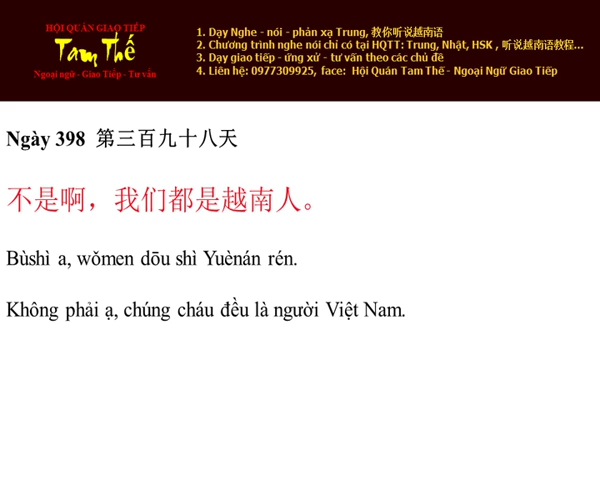 HỘI QUÁN GIAO TIẾP
Tam Thế
Ngoại ngữ - Giao Tiếp - Tư vấn
1. Dạy Nghe - nói - phản xạ Trung, 教你听说越南语
2. Chương trình nghe nói chỉ có tại HQTT: Trung, Nhật, HSK , 听说越南语教程...
3. Dạy giao tiếp - ứng xử - tư vấn theo các chủ đề
4. Liên hệ: 0977309925, face: Hội Quán Tam Thế - Ngoại Ngữ Giao Tiếp
Ngày 398 第三百九十八天
不是啊，我们都是越南人。
Bùshì a, wǒmen dōu shì Yuènán rén.
Không phải ạ, chúng cháu đều là người Việt Nam.